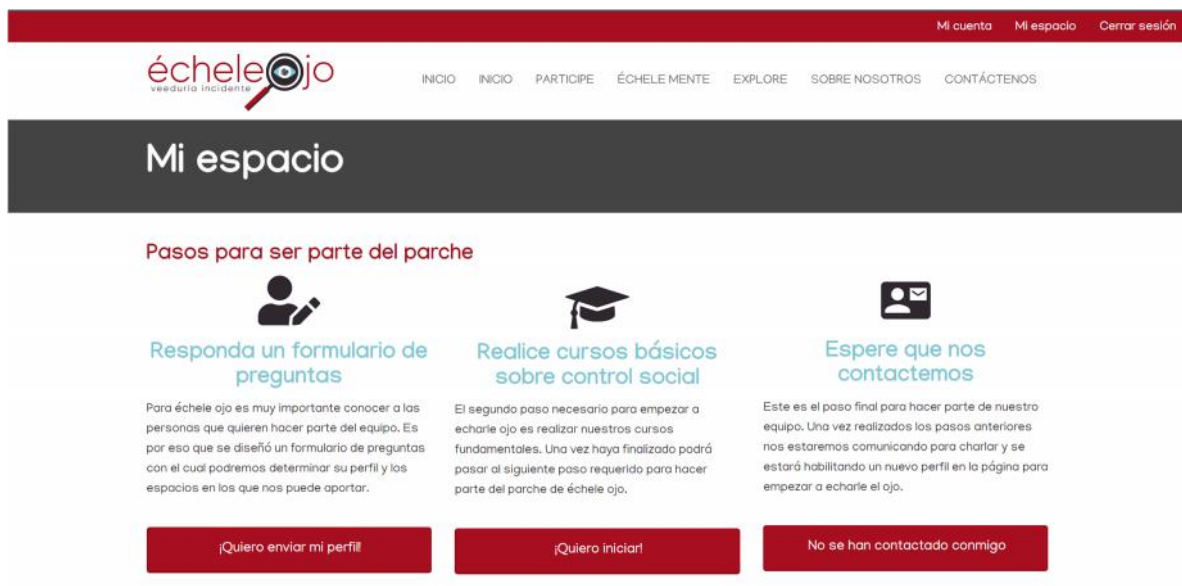 Mi cuenta Mi espacio Cerrar sesión
écheleojo
veeduría incidente
INICIO INICIO PARTICIPE ÉCHELE MENTE EXPLORE SOBRE NOSOTROS CONTÁCTENOS
Mi espacio
Pasos para ser parte del parche
Responda un formulario de
preguntas
Para échele ojo es muy importante conocer a las
personas que quieren hacer parte del equipo. Es
por eso que se diseñó un formulario de preguntas
con el cual podremos determinar su perfil y los
espacios en los que nos puede aportar.
¡Quiero enviar mi perfil!
Realice cursos básicos
sobre control social
El segundo paso necesario para empezar a
echarle ojo es realizar nuestros cursos
fundamentales. Una vez haya finalizado podrá
pasar al siguiente paso requerido para hacer
parte del parche de échele ojo.
¡Quiero iniciar!
Espere que nos
contactemos
Este es el paso final para hacer parte de nuestro
equipo. Una vez realizados los pasos anteriores
nos estaremos comunicando para charlar y se
estará habilitando un nuevo perfil en la página para
empezar a echarle el ojo.
No se han contactado conmigo